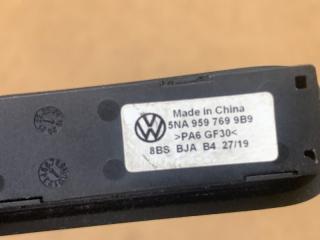 Made in China
5NA 959 769 9B9
>PA6 GF30<
8BS BJA B4 27/19